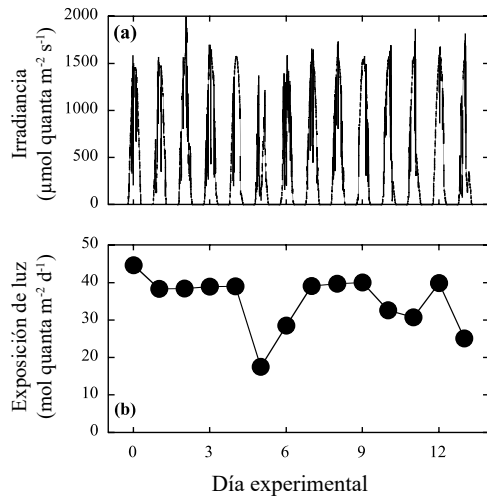 2000
(a)
1500
1000
500
0
Irradiancia
(µmol quanta m⁻² s⁻¹)
50
40
30
20
10
0
(b)
Exposición de luz
(mol quanta m⁻² d⁻¹)
0 3 6 9 12
Día experimental